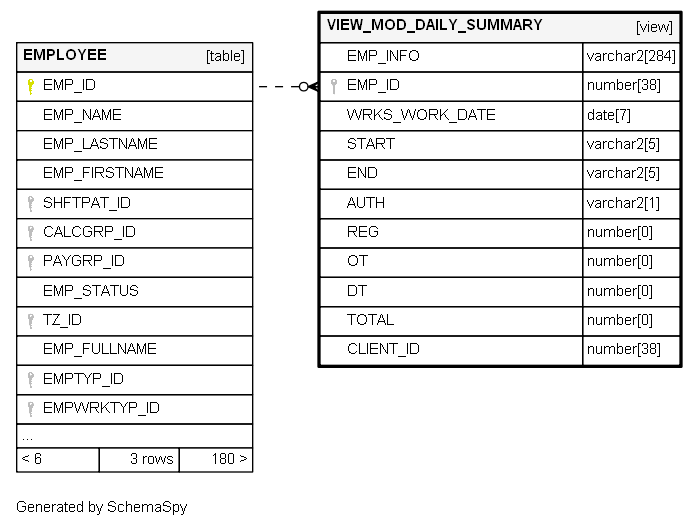 EMPLOYEE [table]
EMP_ID
EMP_NAME
EMP_LASTNAME
EMP_FIRSTNAME
SHFTPAT_ID
CALCGRP_ID
PAYGRP_ID
EMP_STATUS
TZ_ID
EMP_FULLNAME
EMPTYP_ID
EMPWRKTYP_ID
...
< 6 3 rows 180 >
VIEW_MOD_DAILY_SUMMARY [view]
EMP_INFO varchar2[284]
EMP_ID number[38]
WRKS_WORK_DATE date[7]
START varchar2[5]
END varchar2[5]
AUTH varchar2[1]
REG number[0]
OT number[0]
DT number[0]
TOTAL number[0]
CLIENT_ID number[38]
Generated by SchemaSpy